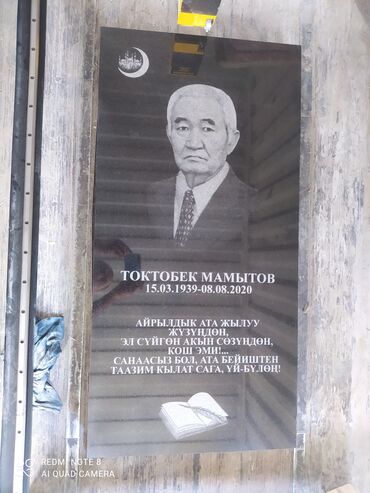 ТОКТОБЕК МАМЫТОВ
15.03.1939-08.08.2020
АЙРЫЛДЫК АТА ЖЫЛУУ
ЖҮЗҮҢДӨН,
ЭЛ СҮЙГӨН АКЫН СӨЗҮҢДӨН,
КОШ ЭМИ!...
САНААСЫЗ БОЛ, АТА БЕЙИШТЕН
ТААЗИМ КЫЛАТ САГА, ҮЙ-БҮЛӨҢ!
REDMI NOTE 8
AI QUAD CAMERA